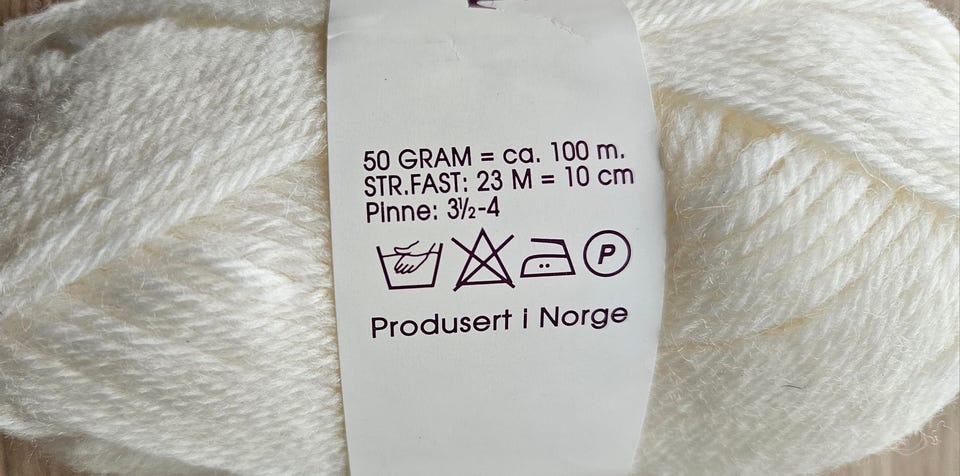 50 GRAM = ca. 100 m.
STR.FAST: 23 M = 10 cm
Pinne: 3½-4
P
Produsert i Norge